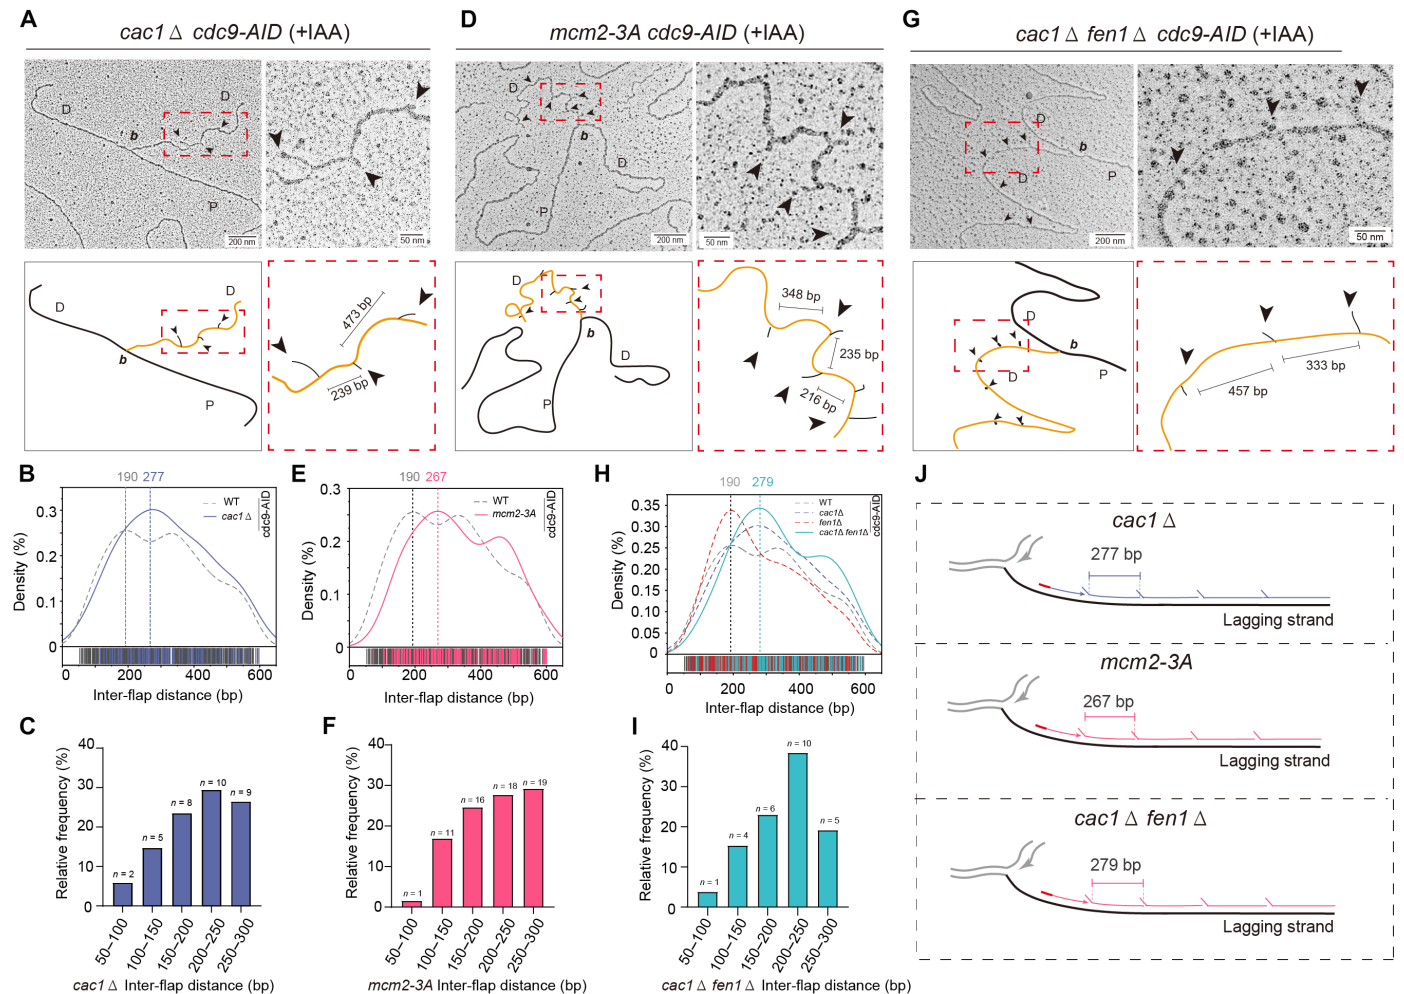 A
cac1Δ cdc9-AID (+IAA)
D
D
b
P
200 nm
50 nm
D
D
b
P
473 bp
239 bp
D
mcm2-3A cdc9-AID (+IAA)
D
b
D
P
200 nm
50 nm
D
b
D
P
348 bp
235 bp
216 bp
G
cac1Δ fen1Δ cdc9-AID (+IAA)
D
b
D
P
200 nm
50 nm
D
b
D
P
457 bp
333 bp
B
190 277
WT
cac1Δ
cdc9-AID
Density (%)
0.3
0.2
0.1
0
0 200 400 600
Inter-flap distance (bp)
E
190 267
WT
mcm2-3A
cdc9-AID
Density (%)
0.3
0.2
0.1
0
0 200 400 600
Inter-flap distance (bp)
H
190 279
WT
cac1Δ
fen1Δ
cac1Δ fen1Δ
cdc9-AID
Density (%)
0.35
0.30
0.25
0.20
0.15
0.10
0.05
0
0 200 400 600
Inter-flap distance (bp)
C
Relative frequency (%)
40
30
20
10
0
n = 2
n = 5
n = 8
n = 10
n = 9
50–100
100–150
150–200
200–250
250–300
cac1Δ Inter-flap distance (bp)
F
Relative frequency (%)
40
30
20
10
0
n = 1
n = 11
n = 16
n = 18
n = 19
50–100
100–150
150–200
200–250
250–300
mcm2-3A Inter-flap distance (bp)
I
Relative frequency (%)
40
30
20
10
0
n = 1
n = 4
n = 6
n = 10
n = 5
50–100
100–150
150–200
200–250
250–300
cac1Δ fen1Δ Inter-flap distance (bp)
J
cac1Δ
277 bp
Lagging strand
mcm2-3A
267 bp
Lagging strand
cac1Δ fen1Δ
279 bp
Lagging strand